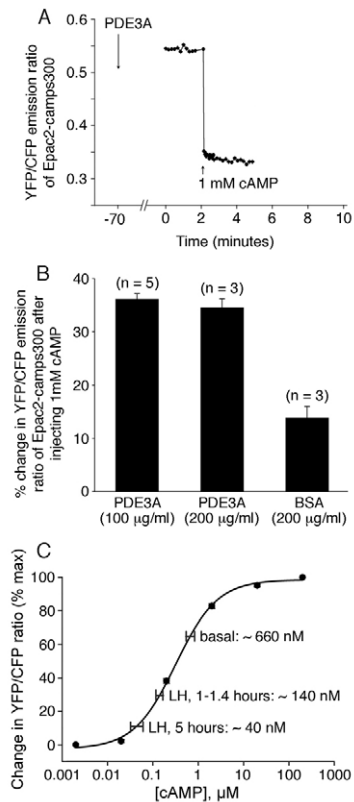 A
PDE3A
YFP/CFP emission ratio
of Epac2-camps300
0.6
0.5
0.4
0.3
1 mM cAMP
-70
0
2
4
6
8
10
Time (minutes)
B
% change in YFP/CFP emission
ratio of Epac2-camps300 after
injecting 1mM cAMP
40
30
20
10
0
(n = 5)
(n = 3)
(n = 3)
PDE3A
(100 µg/ml)
PDE3A
(200 µg/ml)
BSA
(200 µg/ml)
C
Change in YFP/CFP ratio (% max)
100
80
60
40
20
0
basal: ~ 660 nM
LH, 1-1.4 hours: ~ 140 nM
LH, 5 hours: ~ 40 nM
0.001
0.01
0.1
1
10
100
1000
[cAMP], µM